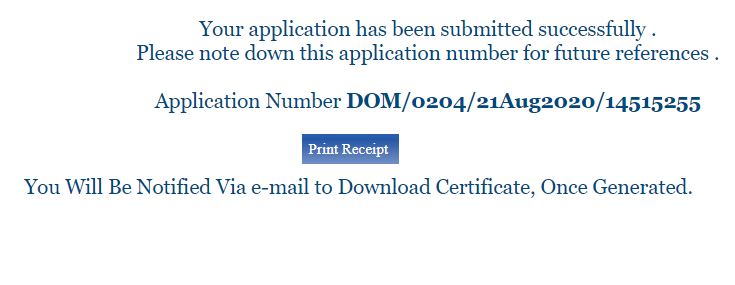 Your application has been submitted successfully .
Please note down this application number for future references .
Application Number DOM/0204/21Aug2020/14515255
Print Receipt
You Will Be Notified Via e-mail to Download Certificate, Once Generated.